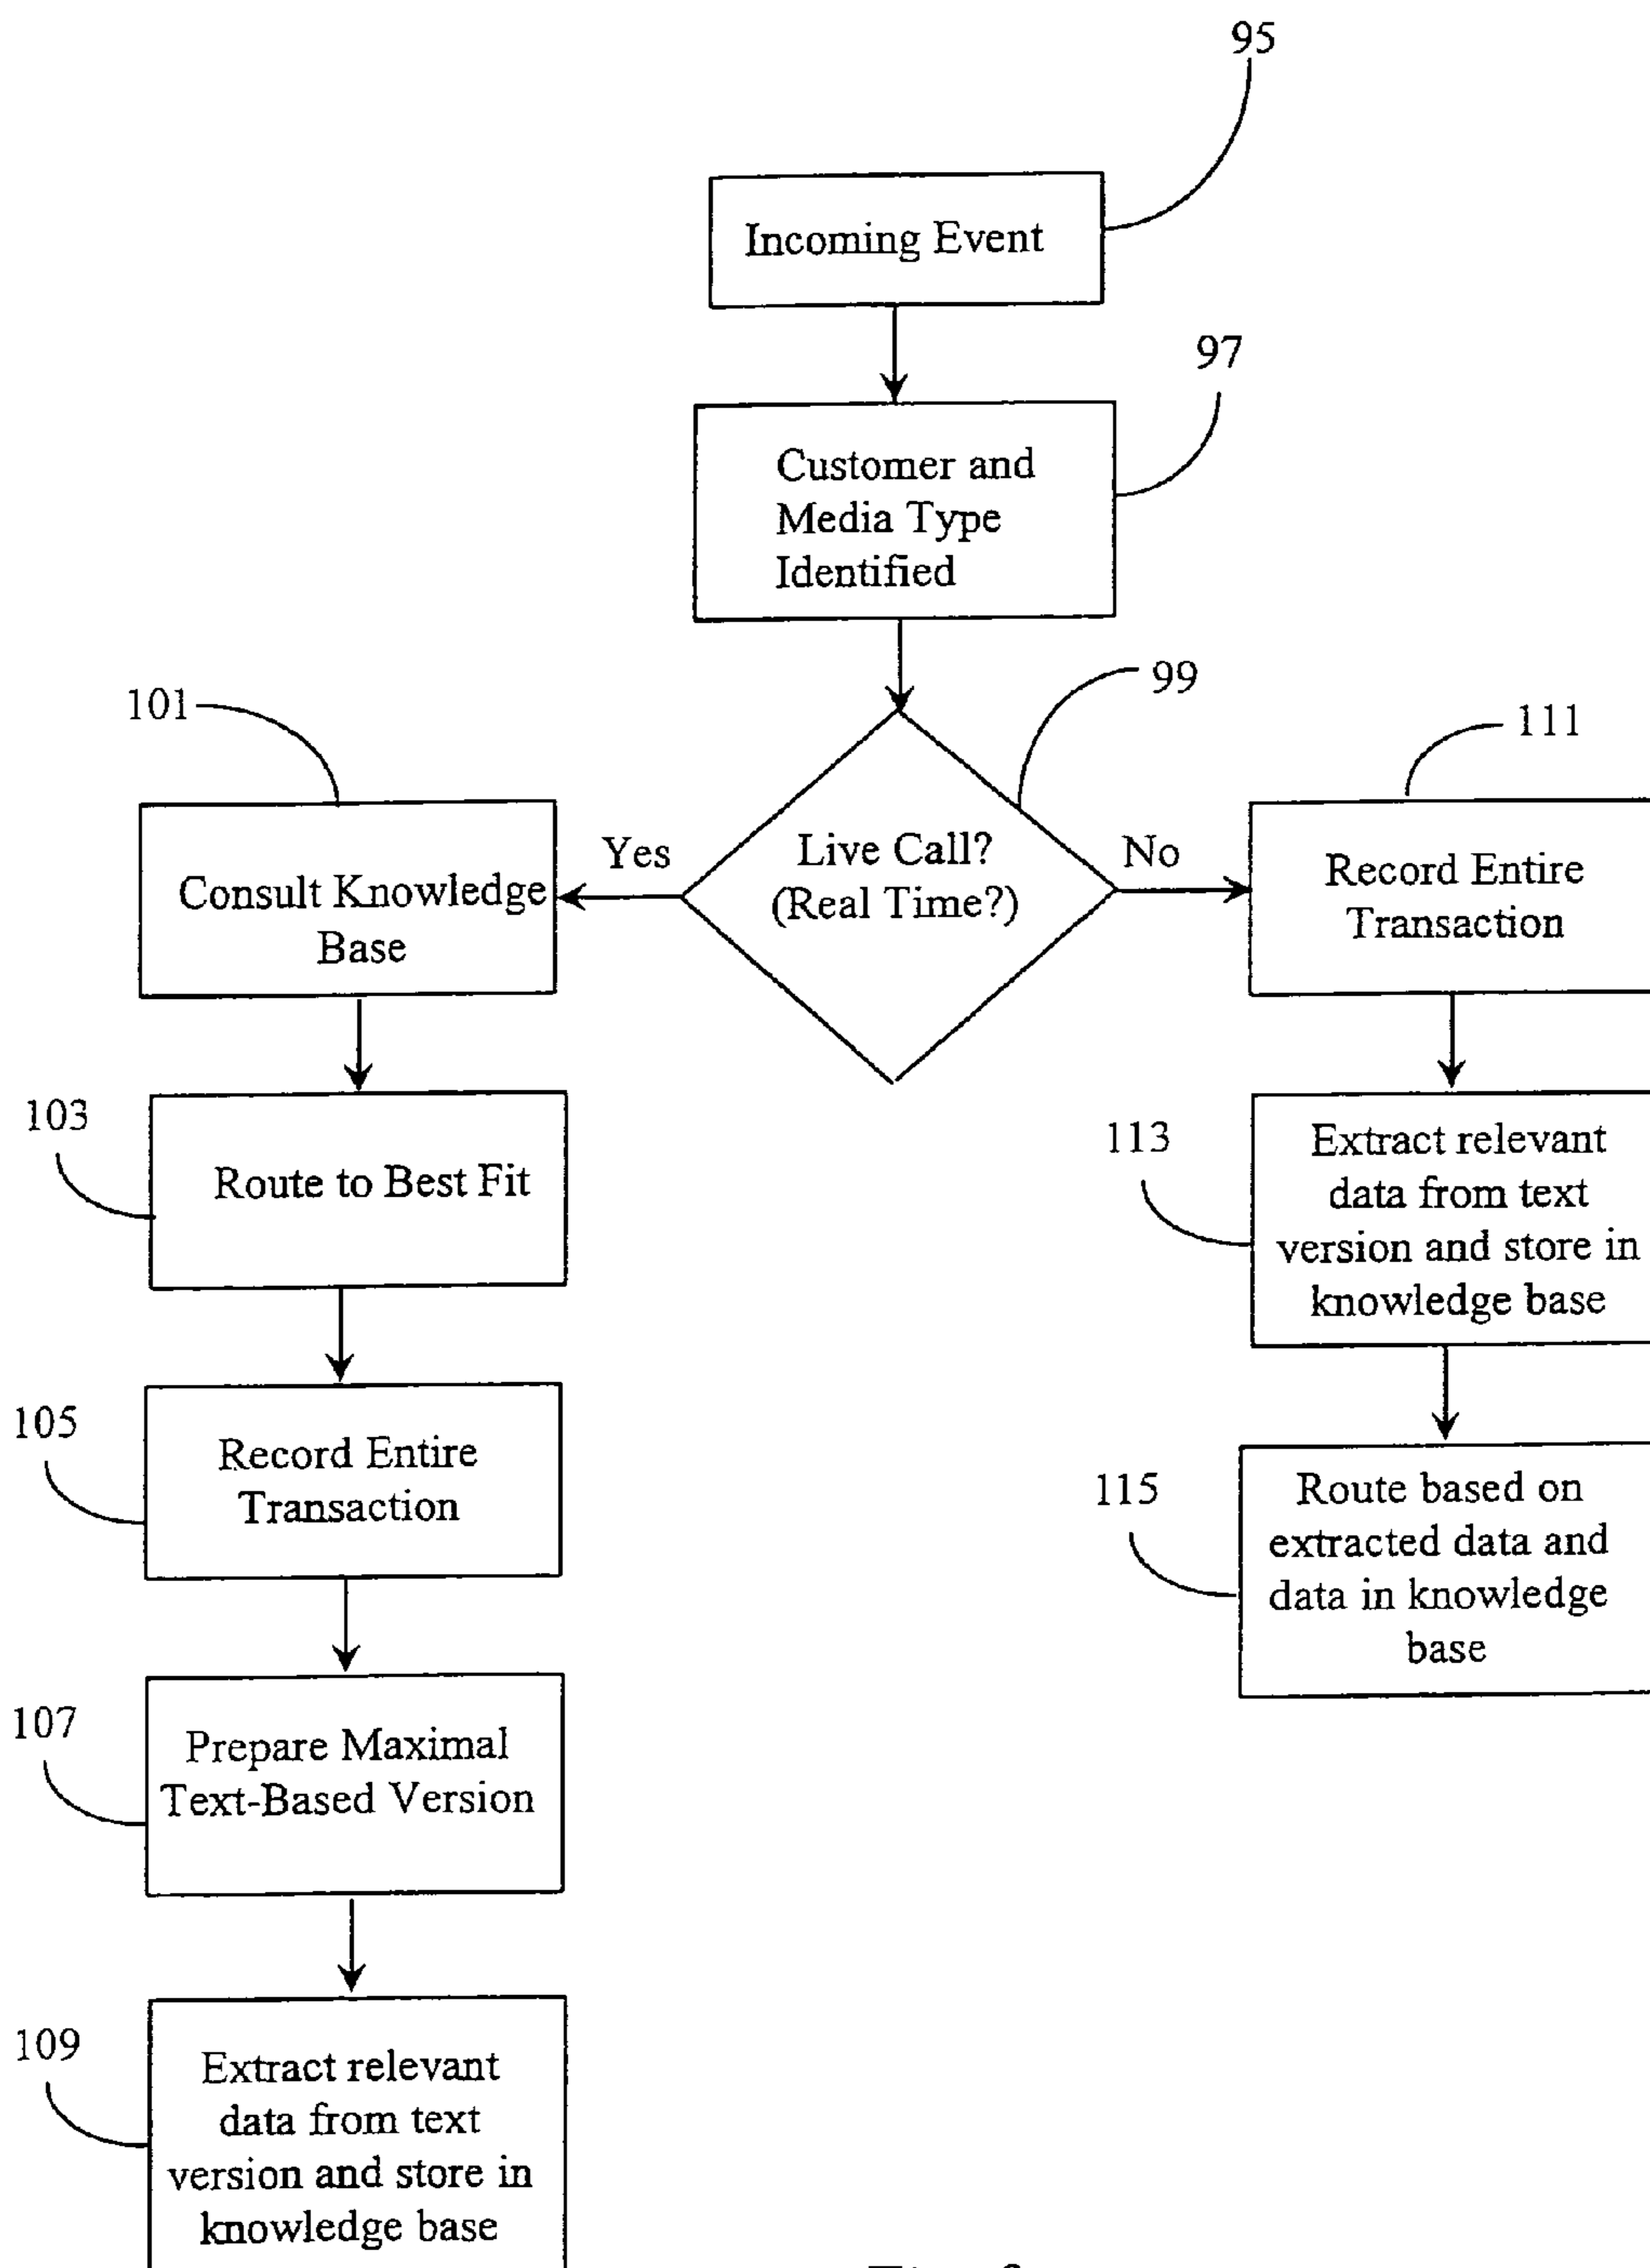 95
Incoming Event
97
Customer and
Media Type
Identified
99
101
111
Live Call?
(Real Time?)
Yes
No
Consult Knowledge
Base
Record Entire
Transaction
103
Route to Best Fit
113
Extract relevant
data from text
version and store in
knowledge base
105
Record Entire
Transaction
115
Route based on
extracted data and
data in knowledge
base
107
Prepare Maximal
Text-Based Version
109
Extract relevant
data from text
version and store in
knowledge base